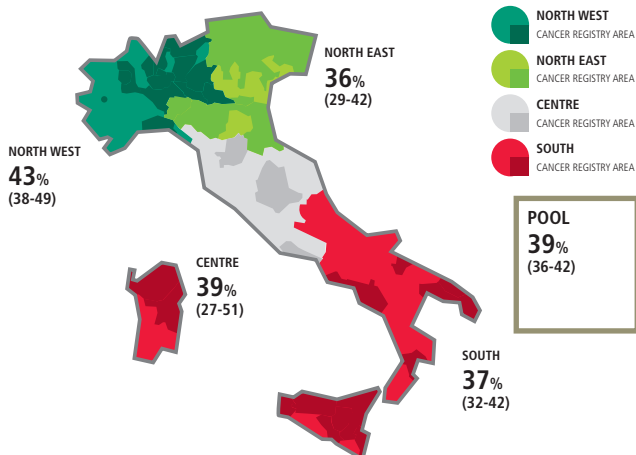 NORTH WEST
CANCER REGISTRY AREA
NORTH EAST
CANCER REGISTRY AREA
CENTRE
CANCER REGISTRY AREA
SOUTH
CANCER REGISTRY AREA
NORTH EAST
36%
(29-42)
NORTH WEST
43%
(38-49)
POOL
39%
(36-42)
CENTRE
39%
(27-51)
SOUTH
37%
(32-42)